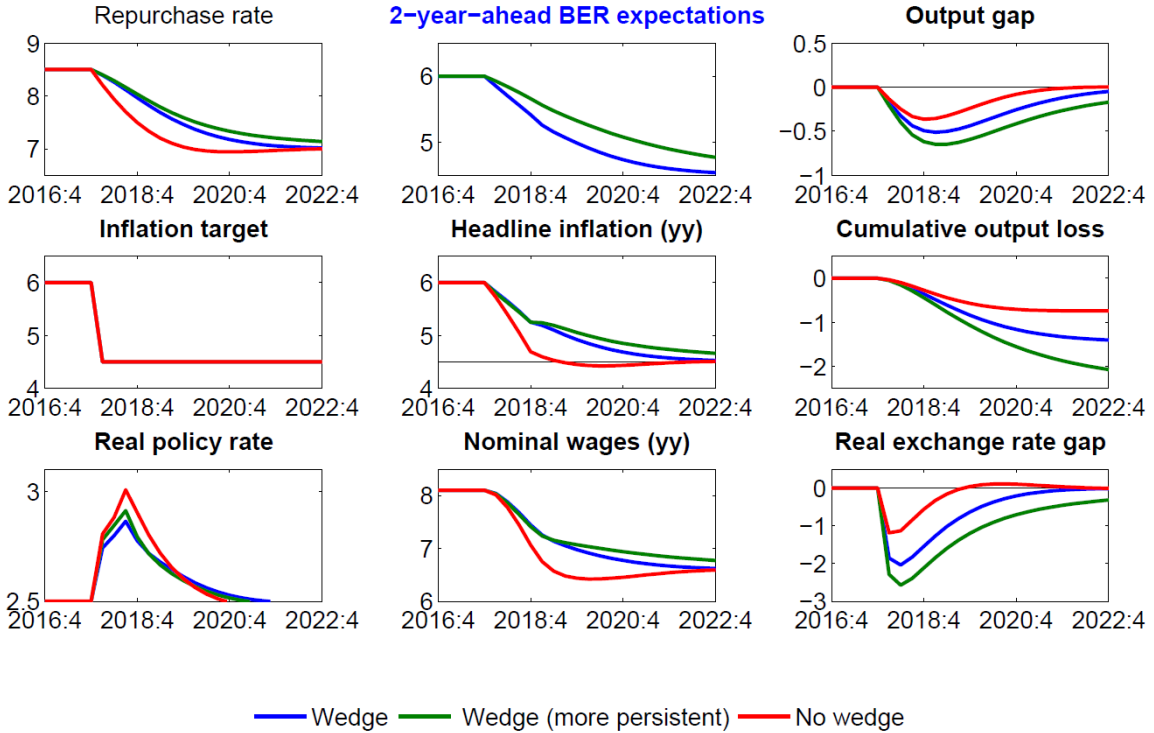 Repurchase rate
2−year−ahead BER expectations
Output gap
9
8
7
2016:4 2018:4 2020:4 2022:4
6
5
2016:4 2018:4 2020:4 2022:4
0.5
0
−0.5
−1
2016:4 2018:4 2020:4 2022:4
Inflation target
Headline inflation (yy)
Cumulative output loss
6
5
4
2016:4 2018:4 2020:4 2022:4
6
5
4
2016:4 2018:4 2020:4 2022:4
0
−1
−2
2016:4 2018:4 2020:4 2022:4
Real policy rate
Nominal wages (yy)
Real exchange rate gap
3
2.5
2016:4 2018:4 2020:4 2022:4
8
7
6
2016:4 2018:4 2020:4 2022:4
0
−1
−2
−3
2016:4 2018:4 2020:4 2022:4
Wedge Wedge (more persistent) No wedge